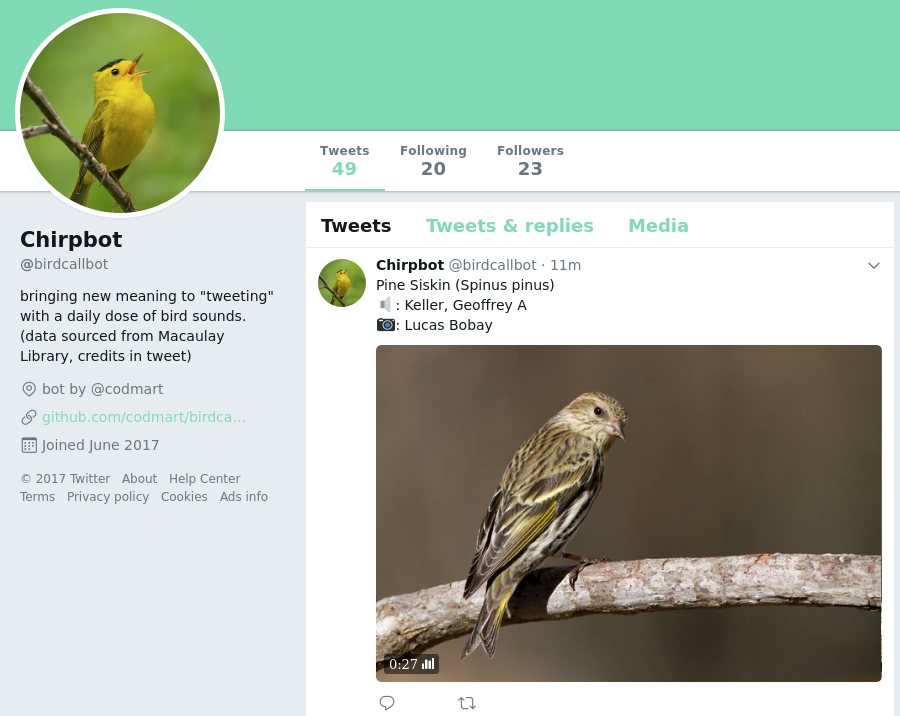 Tweets Following Followers
49 20 23
Chirpbot
@birdcallbot
bringing new meaning to "tweeting"
with a daily dose of bird sounds.
(data sourced from Macaulay
Library, credits in tweet)
bot by @codmart
github.com/codmart/birdca...
Joined June 2017
© 2017 Twitter About Help Center
Terms Privacy policy Cookies Ads info
Tweets Tweets & replies Media
Chirpbot @birdcallbot · 11m
Pine Siskin (Spinus pinus)
: Keller, Geoffrey A
: Lucas Bobay
0:27